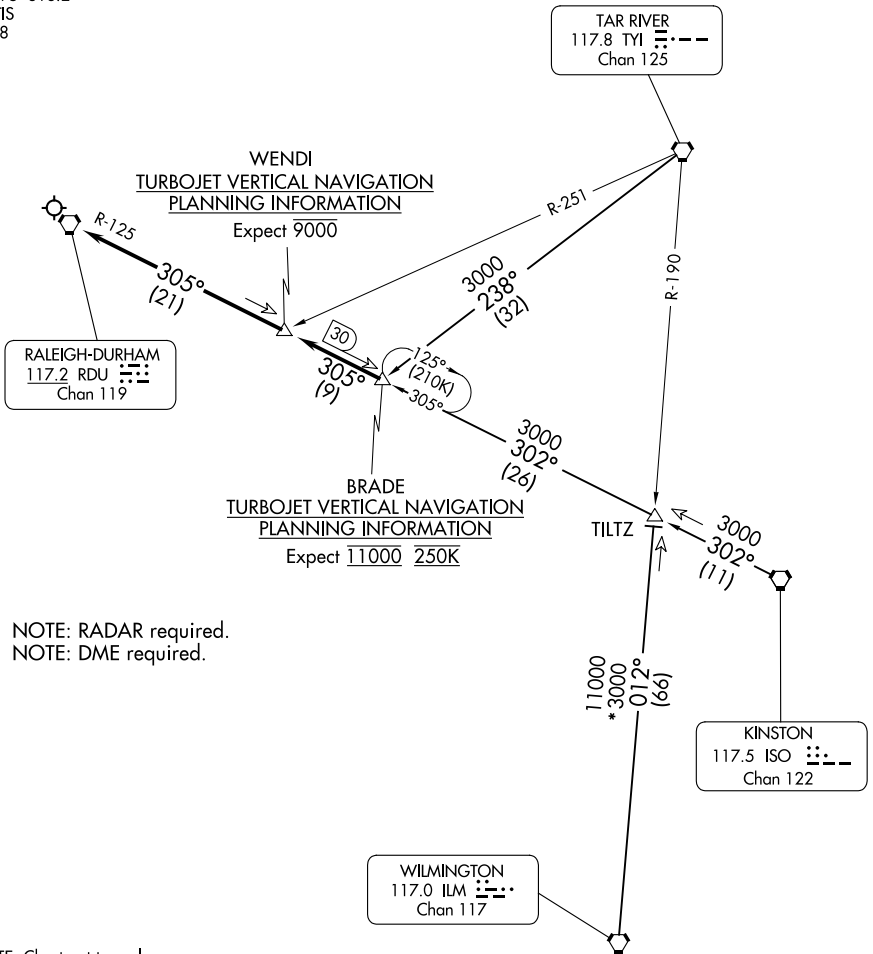 TIS
8
TAR RIVER
117.8 TYI
Chan 125
WENDI
TURBOJET VERTICAL NAVIGATION
PLANNING INFORMATION
Expect 9000
R-125
R-251
R-190
305°
(21)
3000
238°
(32)
30
305°
(9)
125°
(210K)
305°
RALEIGH-DURHAM
117.2 RDU
Chan 119
3000
302°
(26)
BRADE
TURBOJET VERTICAL NAVIGATION
PLANNING INFORMATION
Expect 11000 250K
TILTZ
3000
302°
(11)
NOTE: RADAR required.
NOTE: DME required.
11000
*3000
012°
(66)
KINSTON
117.5 ISO
Chan 122
WILMINGTON
117.0 ILM
Chan 117